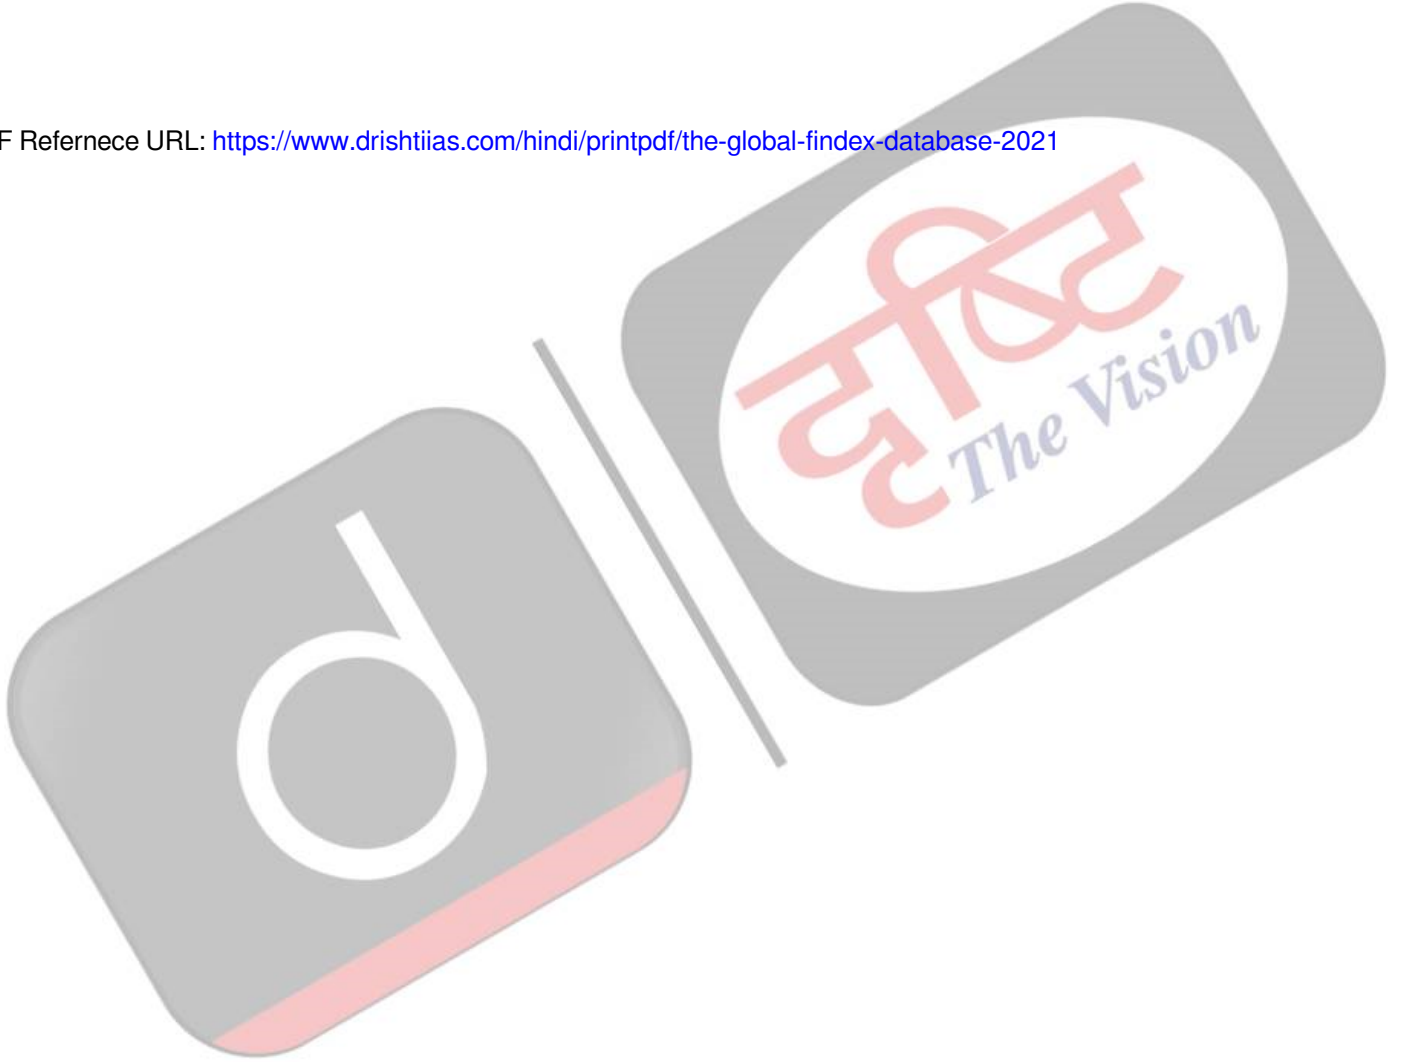 F Refernece URL: https://www.drishtiias.com/hindi/printpdf/the-global-findex-database-2021
दृष्टि
The Vision
d